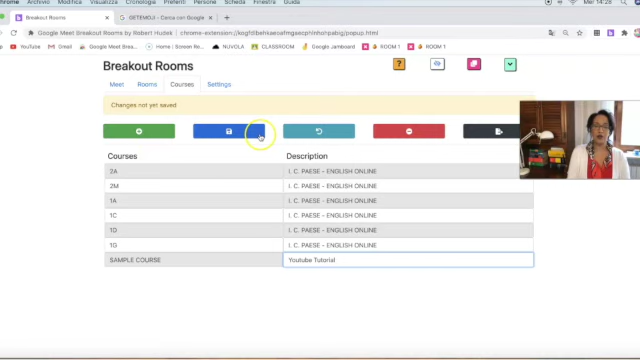 Chrome Archivio Modifica Visualizza Cronologia Preferiti Persone Scheda Finestra Guida 41% Mar 14:28
Breakout Rooms
GETEMOJI - Cerca con Google
Google Meet Breakout Rooms by Robert Hudek
popup.html
YouTube Gmail Google Meet Brea... Home | Screen Re... NUVOLA CLASSROOM Google Jamboard ROOM 1 ROOM 1
Breakout Rooms
Meet Rooms Courses Settings
Changes not yet saved
Courses Description
2A I. C. PAESE - ENGLISH ONLINE
2M I. C. PAESE - ENGLISH ONLINE
1A I. C. PAESE - ENGLISH ONLINE
1C I. C. PAESE - ENGLISH ONLINE
1D I. C. PAESE - ENGLISH ONLINE
1G I. C. PAESE - ENGLISH ONLINE
SAMPLE COURSE Youtube Tutorial